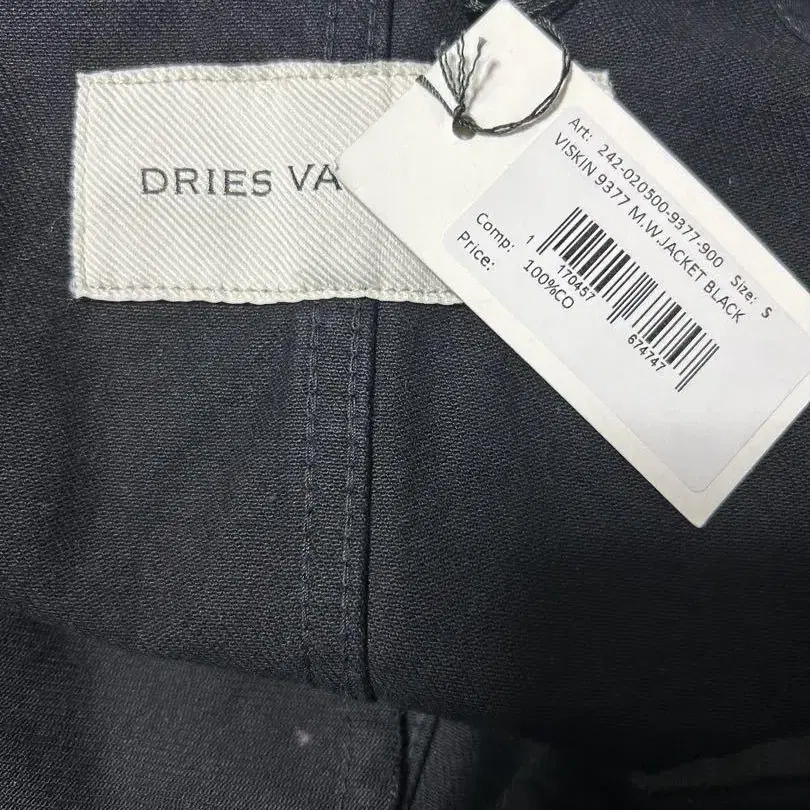 DRIES VA
Art: 242-020500-9377-900 Size: S
VISKIN 9377 M.W.JACKET BLACK
1 170457 674747
Comp: 100%CO
Price: